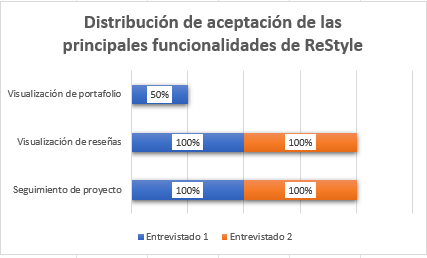 Distribución de aceptación de las
principales funcionalidades de ReStyle
Visualización de portafolio
50%
Visualización de reseñas
100%
100%
Seguimiento de proyecto
100%
100%
Entrevistado 1
Entrevistado 2